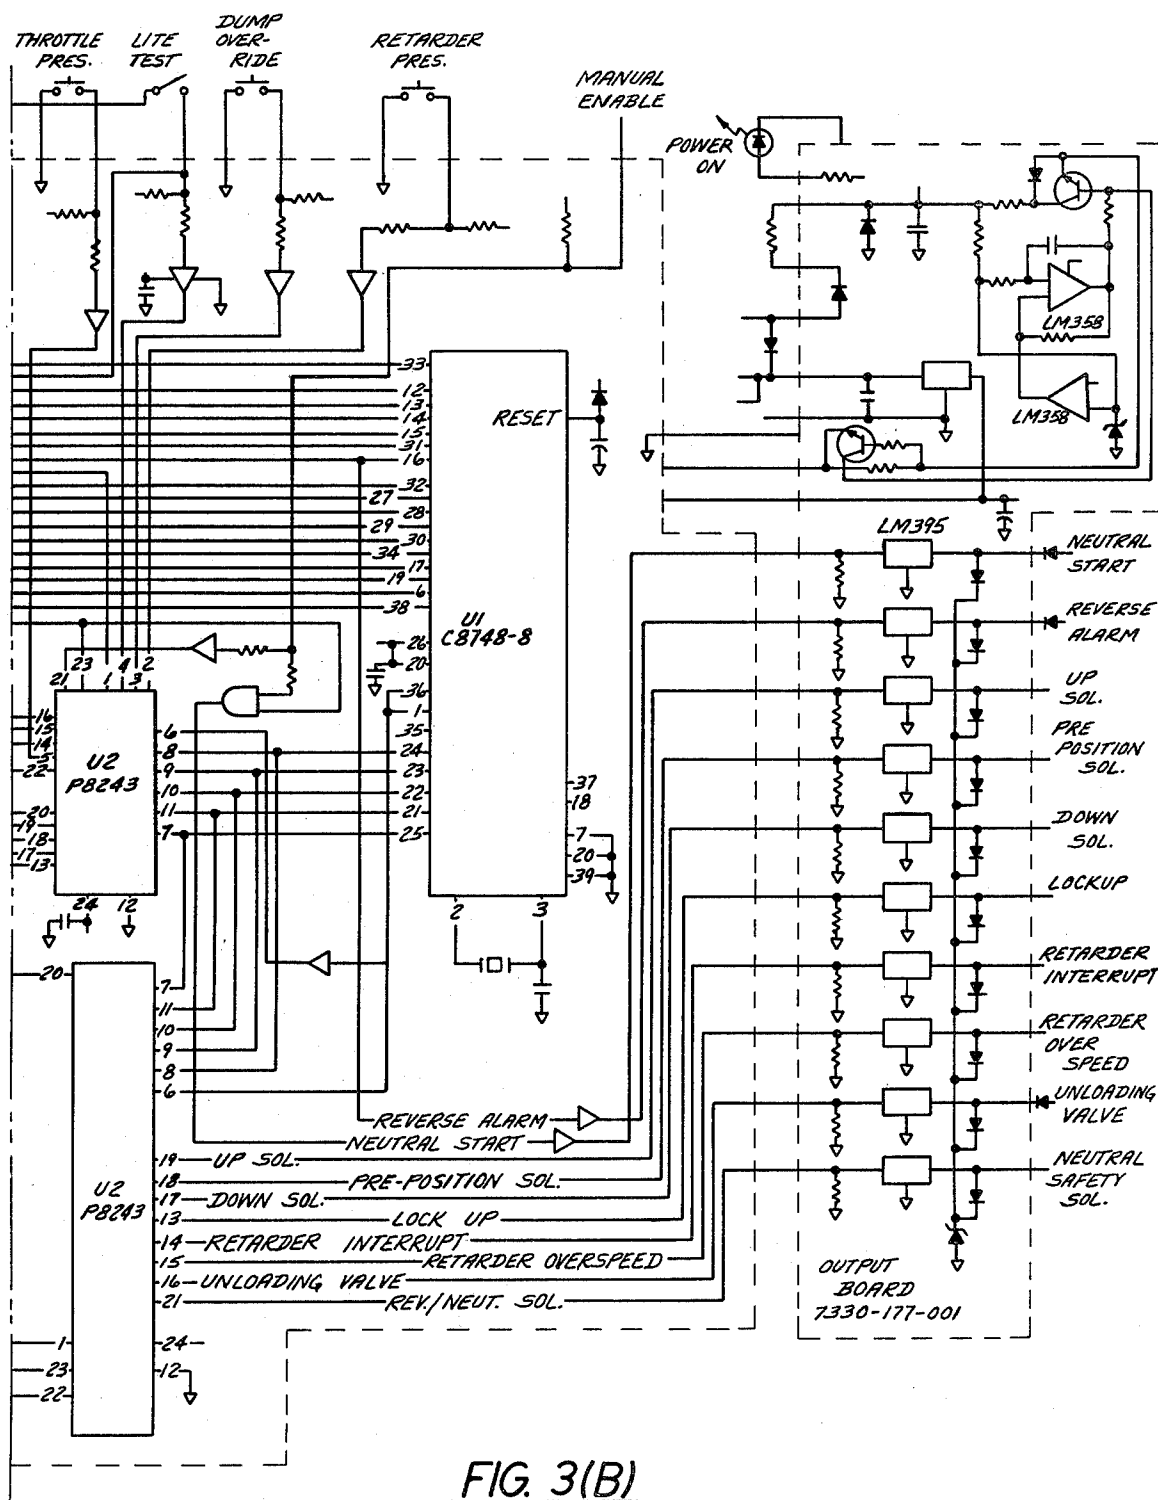 THROTTLE
PRES.
LITE
TEST
DUMP
OVER-
RIDE
RETARDER
PRES.
MANUAL
ENABLE
POWER
ON
LM358
LM358
33
12
13
14
15
31
16
32
27
28
29
30
34
17
19
6
38
RESET
U1
C8748-8
26
20
36
1
35
24
23
22
21
25
37
18
7
20
39
2
3
21
23
1
4
3
2
16
15
14
5
22
20
19
18
17
13
U2
P8243
6
8
9
10
11
7
24
12
20
7
11
10
9
8
6
U2
P8243
19
18
17
13
14
15
16
21
24
12
1
23
22
REVERSE ALARM
NEUTRAL START
UP SOL.
PRE-POSITION SOL.
DOWN SOL.
LOCK UP
RETARDER INTERRUPT
RETARDER OVERSPEED
UNLOADING VALVE
REV./NEUT. SOL.
LM395
NEUTRAL
START
REVERSE
ALARM
UP
SOL.
PRE
POSITION
SOL.
DOWN
SOL.
LOCKUP
RETARDER
INTERRUPT
RETARDER
OVER
SPEED
UNLOADING
VALVE
NEUTRAL
SAFETY
SOL.
OUTPUT
BOARD
7330-177-001
FIG. 3(B)